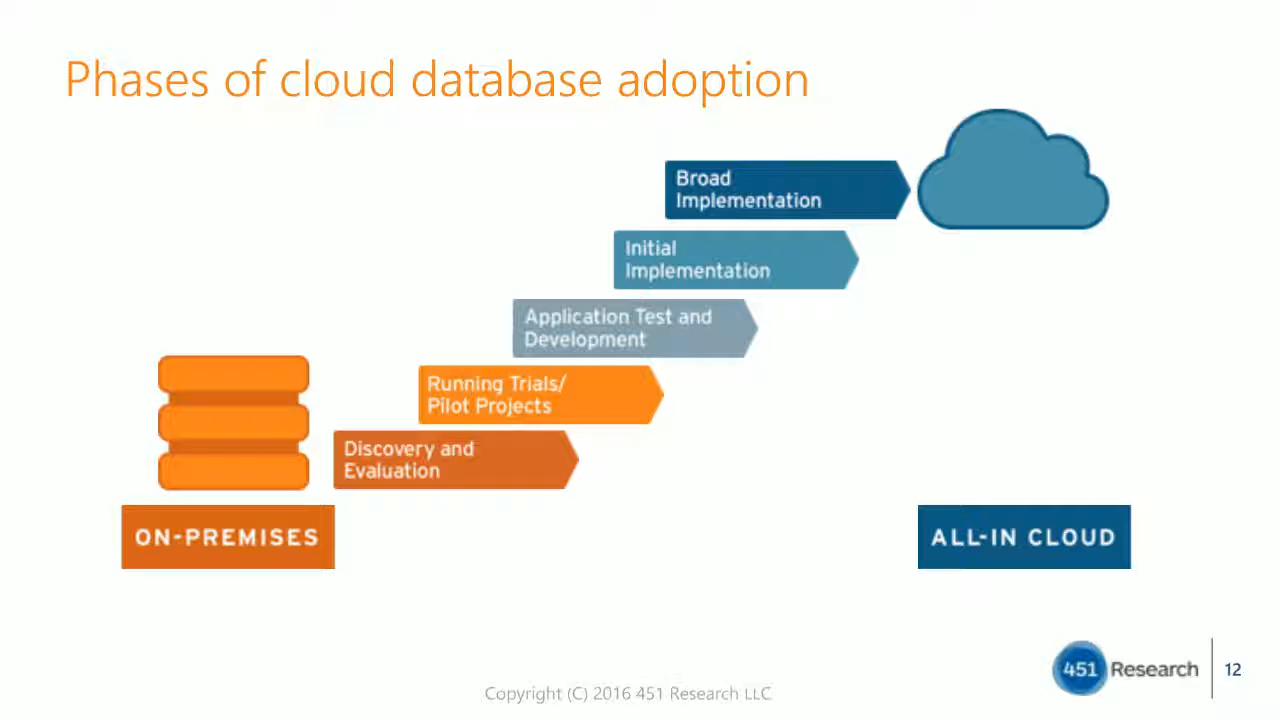 Phases of cloud database adoption
Broad
Implementation
Initial
Implementation
Application Test and
Development
Running Trials/
Pilot Projects
Discovery and
Evaluation
ON-PREMISES
ALL-IN CLOUD
451 Research
12
Copyright (C) 2016 451 Research LLC